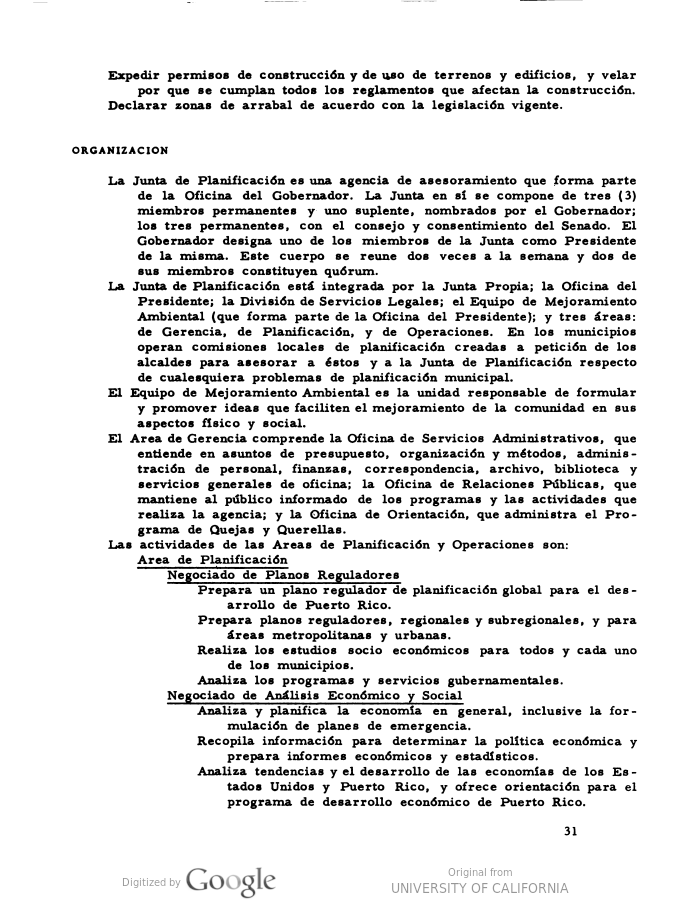 Expedir permisos de construcción y de uso de terrenos y edificios, y velar
por que se cumplan todos los reglamentos que afectan la construcción.
Declarar zonas de arrabal de acuerdo con la legislación vigente.
ORGANIZACION
La Junta de Planificación es una agencia de asesoramiento que forma parte
de la Oficina del Gobernador. La Junta en sí se compone de tres (3)
miembros permanentes y uno suplente, nombrados por el Gobernador;
los tres permanentes, con el consejo y consentimiento del Senado. El
Gobernador designa uno de los miembros de la Junta como Presidente
de la misma. Este cuerpo se reune dos veces a la semana y dos de
sus miembros constituyen quórum.
La Junta de Planificación está integrada por la Junta Propia; la Oficina del
Presidente; la División de Servicios Legales; el Equipo de Mejoramiento
Ambiental (que forma parte de la Oficina del Presidente); y tres áreas:
de Gerencia, de Planificación, y de Operaciones. En los municipios
operan comisiones locales de planificación creadas a petición de los
alcaldes para asesorar a éstos y a la Junta de Planificación respecto
de cualesquiera problemas de planificación municipal.
El Equipo de Mejoramiento Ambiental es la unidad responsable de formular
y promover ideas que faciliten el mejoramiento de la comunidad en sus
aspectos físico y social.
El Area de Gerencia comprende la Oficina de Servicios Administrativos, que
entiende en asuntos de presupuesto, organización y métodos, adminis-
tración de personal, finanzas, correspondencia, archivo, biblioteca y
servicios generales de oficina; la Oficina de Relaciones Públicas, que
mantiene al público informado de los programas y las actividades que
realiza la agencia; y la Oficina de Orientación, que administra el Pro-
grama de Quejas y Querellas.
Las actividades de las Areas de Planificación y Operaciones son:
Area de Planificación
Negociado de Planos Reguladores
Prepara un plano regulador de planificación global para el des-
arrollo de Puerto Rico.
Prepara planos reguladores, regionales y subregionales, y para
áreas metropolitanas y urbanas.
Realiza los estudios socio económicos para todos y cada uno
de los municipios.
Analiza los programas y servicios gubernamentales.
Negociado de Análisis Económico y Social
Analiza y planifica la economía en general, inclusive la for-
mulación de planes de emergencia.
Recopila información para determinar la política económica y
prepara informes económicos y estadísticos.
Analiza tendencias y el desarrollo de las economías de los Es-
tados Unidos y Puerto Rico, y ofrece orientación para el
programa de desarrollo económico de Puerto Rico.
31
Digitized by Google
Original from
UNIVERSITY OF CALIFORNIA